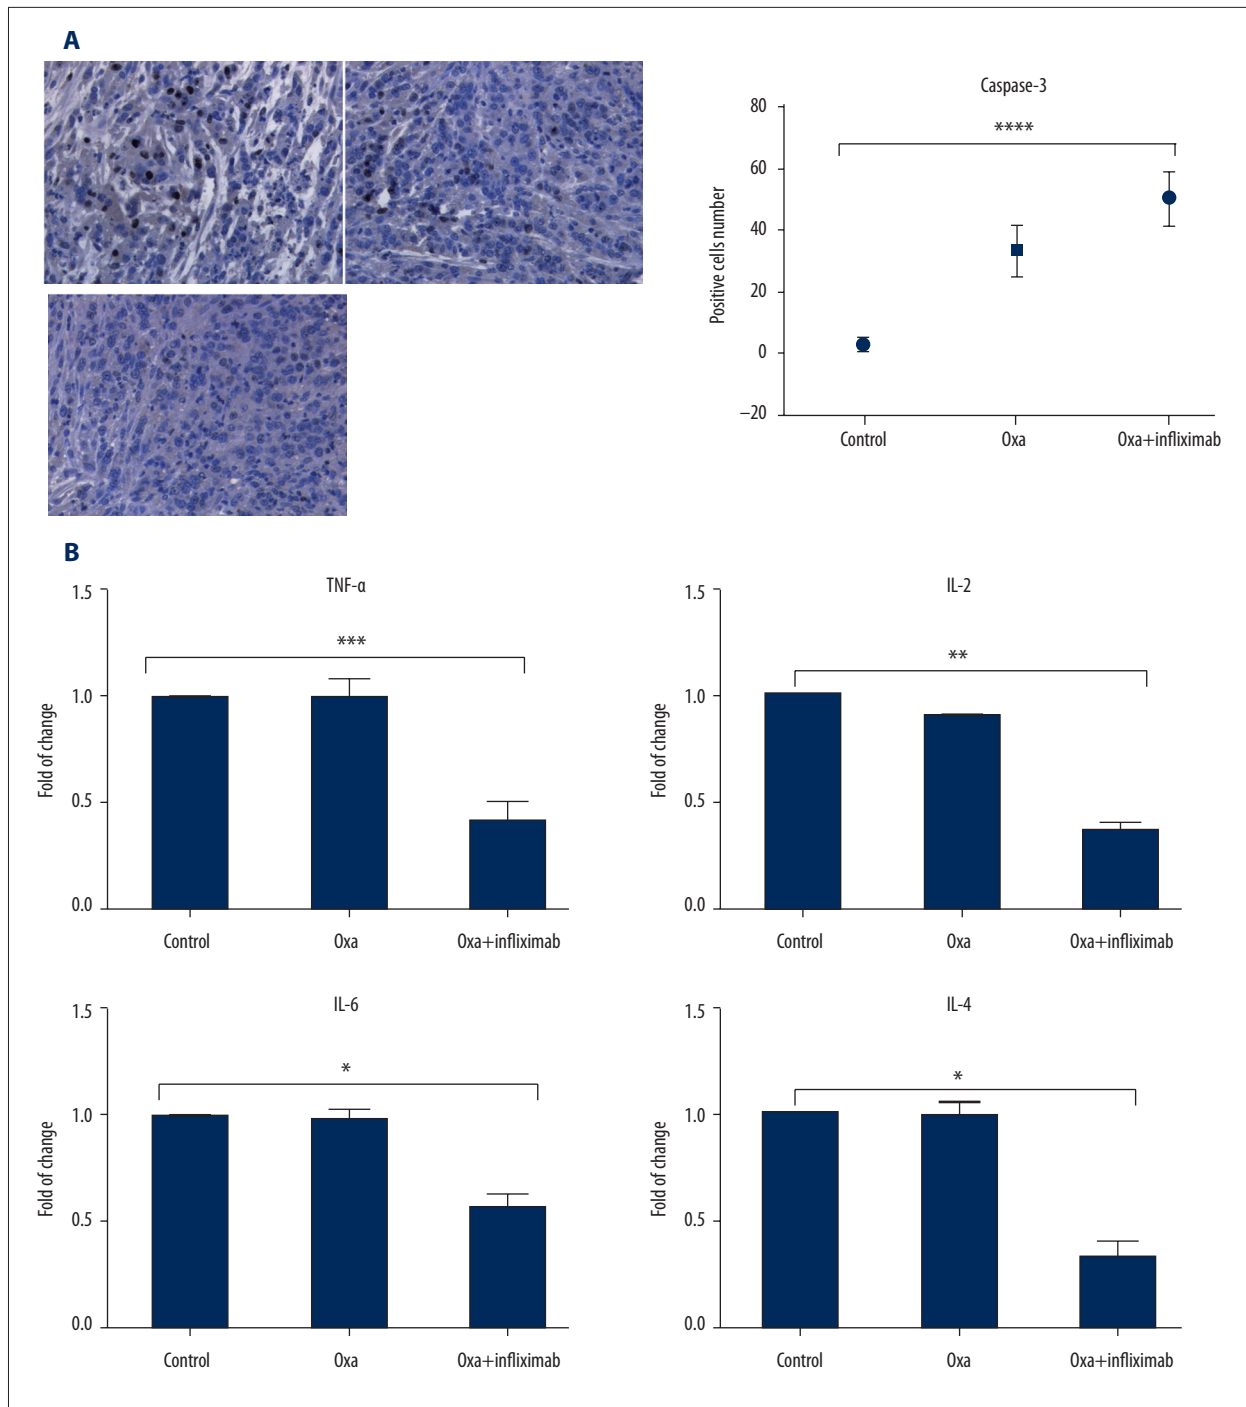 A
Caspase-3
80
60
40
20
0
−20
Positive cells number
****
Control
Oxa
Oxa+infliximab
B
TNF-α
1.5
1.0
0.5
0.0
Fold of change
***
Control
Oxa
Oxa+infliximab
IL-2
1.5
1.0
0.5
0.0
Fold of change
**
Control
Oxa
Oxa+infliximab
IL-6
1.5
1.0
0.5
0.0
Fold of change
*
Control
Oxa
Oxa+infliximab
IL-4
1.5
1.0
0.5
0.0
Fold of change
*
Control
Oxa
Oxa+infliximab